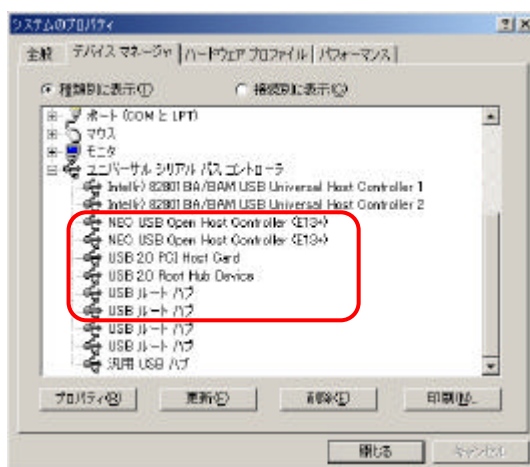 システムのプロパティ
全般 デバイス マネージャ ハードウェア プロファイル パフォーマンス
種類別に表示(T) 接続別に表示(C)
ポート (COM と LPT)
マウス
モニタ
ユニバーサル シリアル バス コントローラ
Intel(r) 82801BA/BAM USB Universal Host Controller 1
Intel(r) 82801BA/BAM USB Universal Host Controller 2
NEC USB Open Host Controller (E13+)
NEC USB Open Host Controller (E13+)
USB 2.0 PCI Host Card
USB 2.0 Root Hub Device
USB ルート ハブ
USB ルート ハブ
USB ルート ハブ
USB ルート ハブ
汎用 USB ハブ
プロパティ(R) 更新(E) 削除(E) 印刷(N)...
閉じる キャンセル